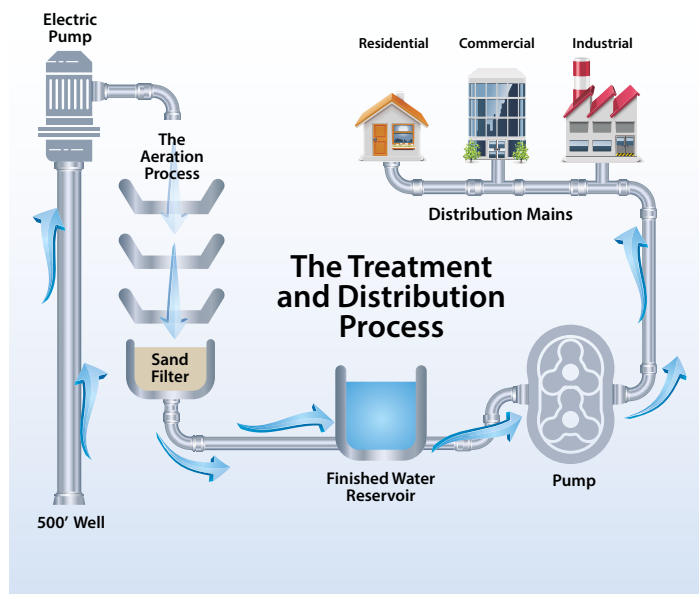 Electric
Pump
Residential
Commercial
Industrial
The
Aeration
Process
Distribution Mains
The Treatment
and Distribution
Process
Sand
Filter
Finished Water
Reservoir
Pump
500' Well